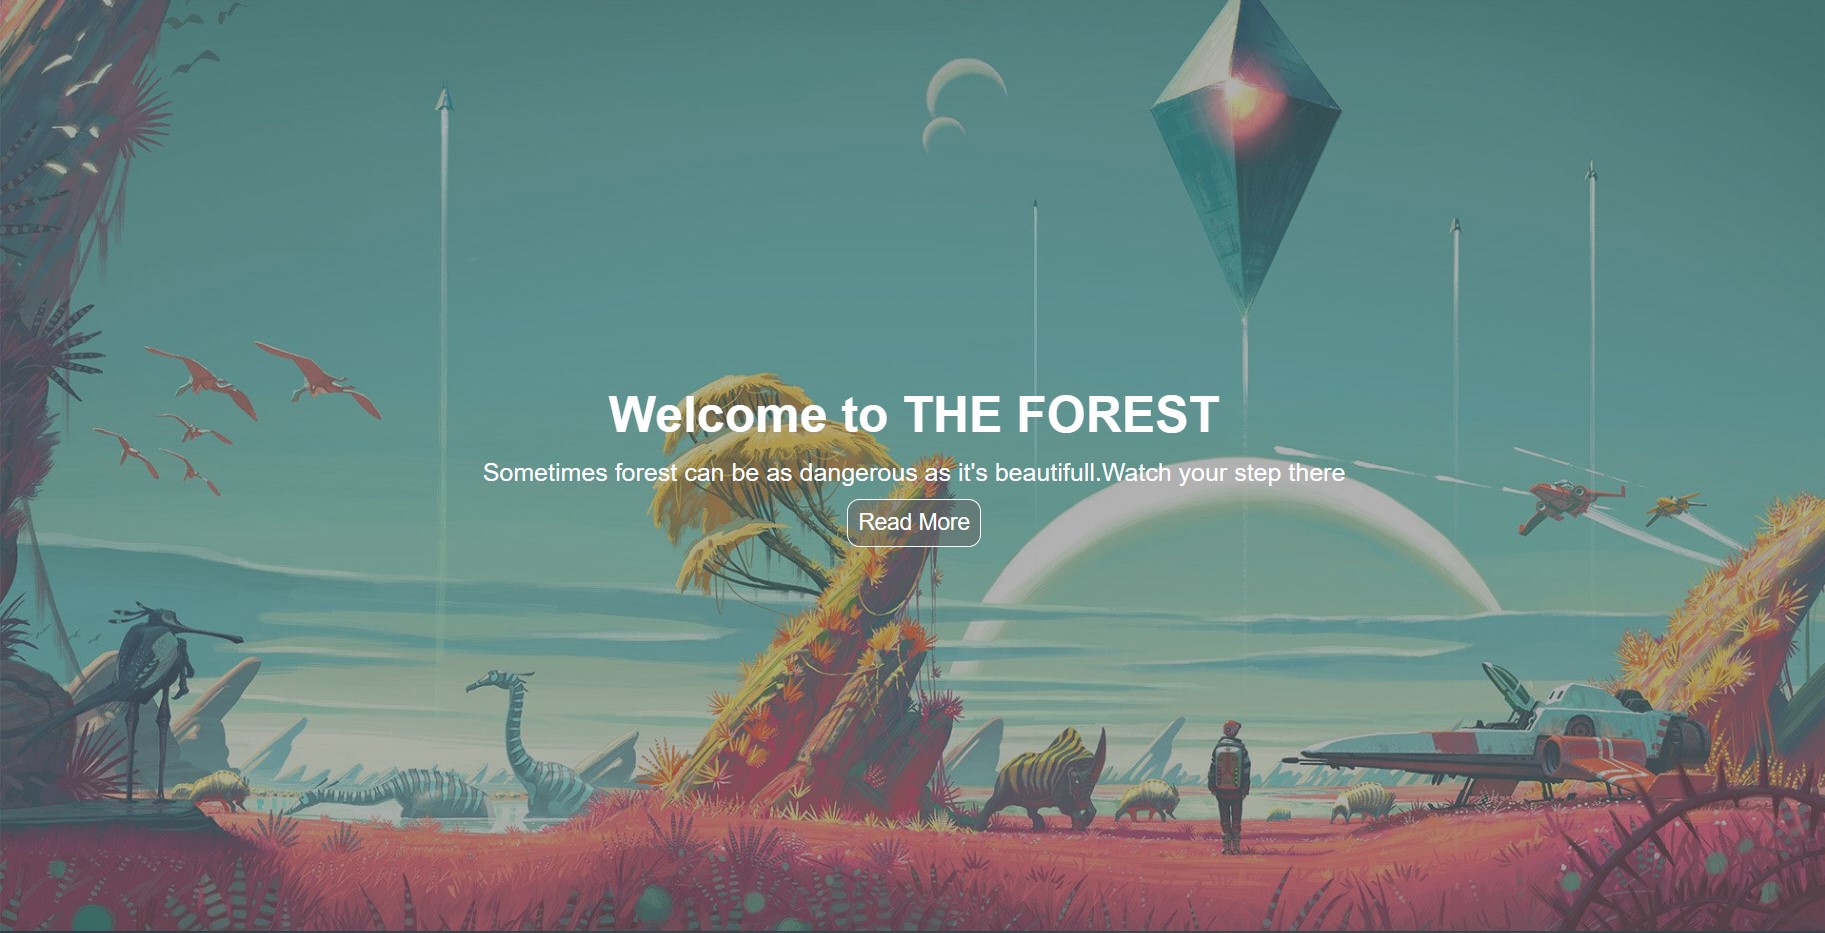 Welcome to THE FOREST
Sometimes forest can be as dangerous as it's beautifull.Watch your step there
Read More